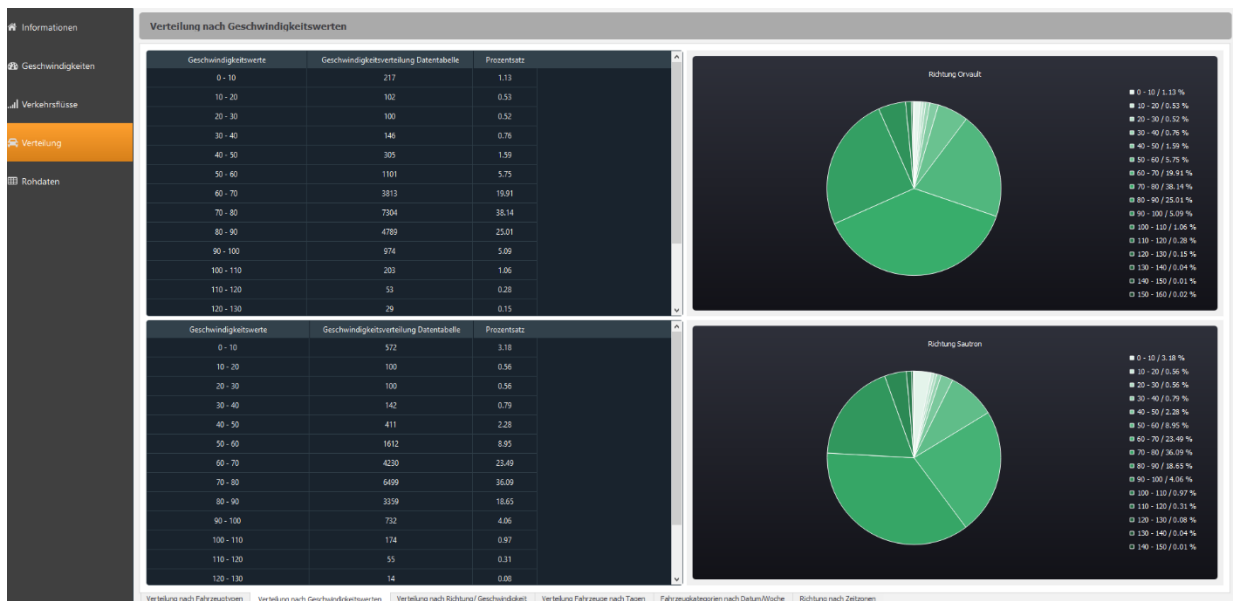 Informationen
Geschwindigkeiten
Verkehrsflüsse
Verteilung
Rohdaten
Verteilung nach Geschwindigkeitswerten
Geschwindigkeitswerte Geschwindigkeitsverteilung Datentabelle Prozentsatz
0 - 10 217 1.13
10 - 20 102 0.53
20 - 30 100 0.52
30 - 40 146 0.76
40 - 50 305 1.59
50 - 60 1101 5.75
60 - 70 3813 19.91
70 - 80 7304 38.14
80 - 90 4789 25.01
90 - 100 974 5.09
100 - 110 203 1.06
110 - 120 53 0.28
120 - 130 29 0.15
Richtung Orvault
0 - 10 / 1.13 %
10 - 20 / 0.53 %
20 - 30 / 0.52 %
30 - 40 / 0.76 %
40 - 50 / 1.59 %
50 - 60 / 5.75 %
60 - 70 / 19.91 %
70 - 80 / 38.14 %
80 - 90 / 25.01 %
90 - 100 / 5.09 %
100 - 110 / 1.06 %
110 - 120 / 0.28 %
120 - 130 / 0.15 %
130 - 140 / 0.04 %
140 - 150 / 0.01 %
150 - 160 / 0.02 %
Geschwindigkeitswerte Geschwindigkeitsverteilung Datentabelle Prozentsatz
0 - 10 572 3.18
10 - 20 100 0.56
20 - 30 100 0.56
30 - 40 142 0.79
40 - 50 411 2.28
50 - 60 1612 8.95
60 - 70 4230 23.49
70 - 80 6499 36.09
80 - 90 3359 18.65
90 - 100 732 4.06
100 - 110 174 0.97
110 - 120 55 0.31
120 - 130 14 0.08
Richtung Sautron
0 - 10 / 3.18 %
10 - 20 / 0.56 %
20 - 30 / 0.56 %
30 - 40 / 0.79 %
40 - 50 / 2.28 %
50 - 60 / 8.95 %
60 - 70 / 23.49 %
70 - 80 / 36.09 %
80 - 90 / 18.65 %
90 - 100 / 4.06 %
100 - 110 / 0.97 %
110 - 120 / 0.31 %
120 - 130 / 0.08 %
130 - 140 / 0.04 %
140 - 150 / 0.01 %
Verteilung nach Fahrzeugtypen Verteilung nach Geschwindigkeitswerten Verteilung nach Richtung/ Geschwindigkeit Verteilung Fahrzeuge nach Tagen Fahrzeugkategorien nach Datum/Woche Richtung nach Zeitzonen